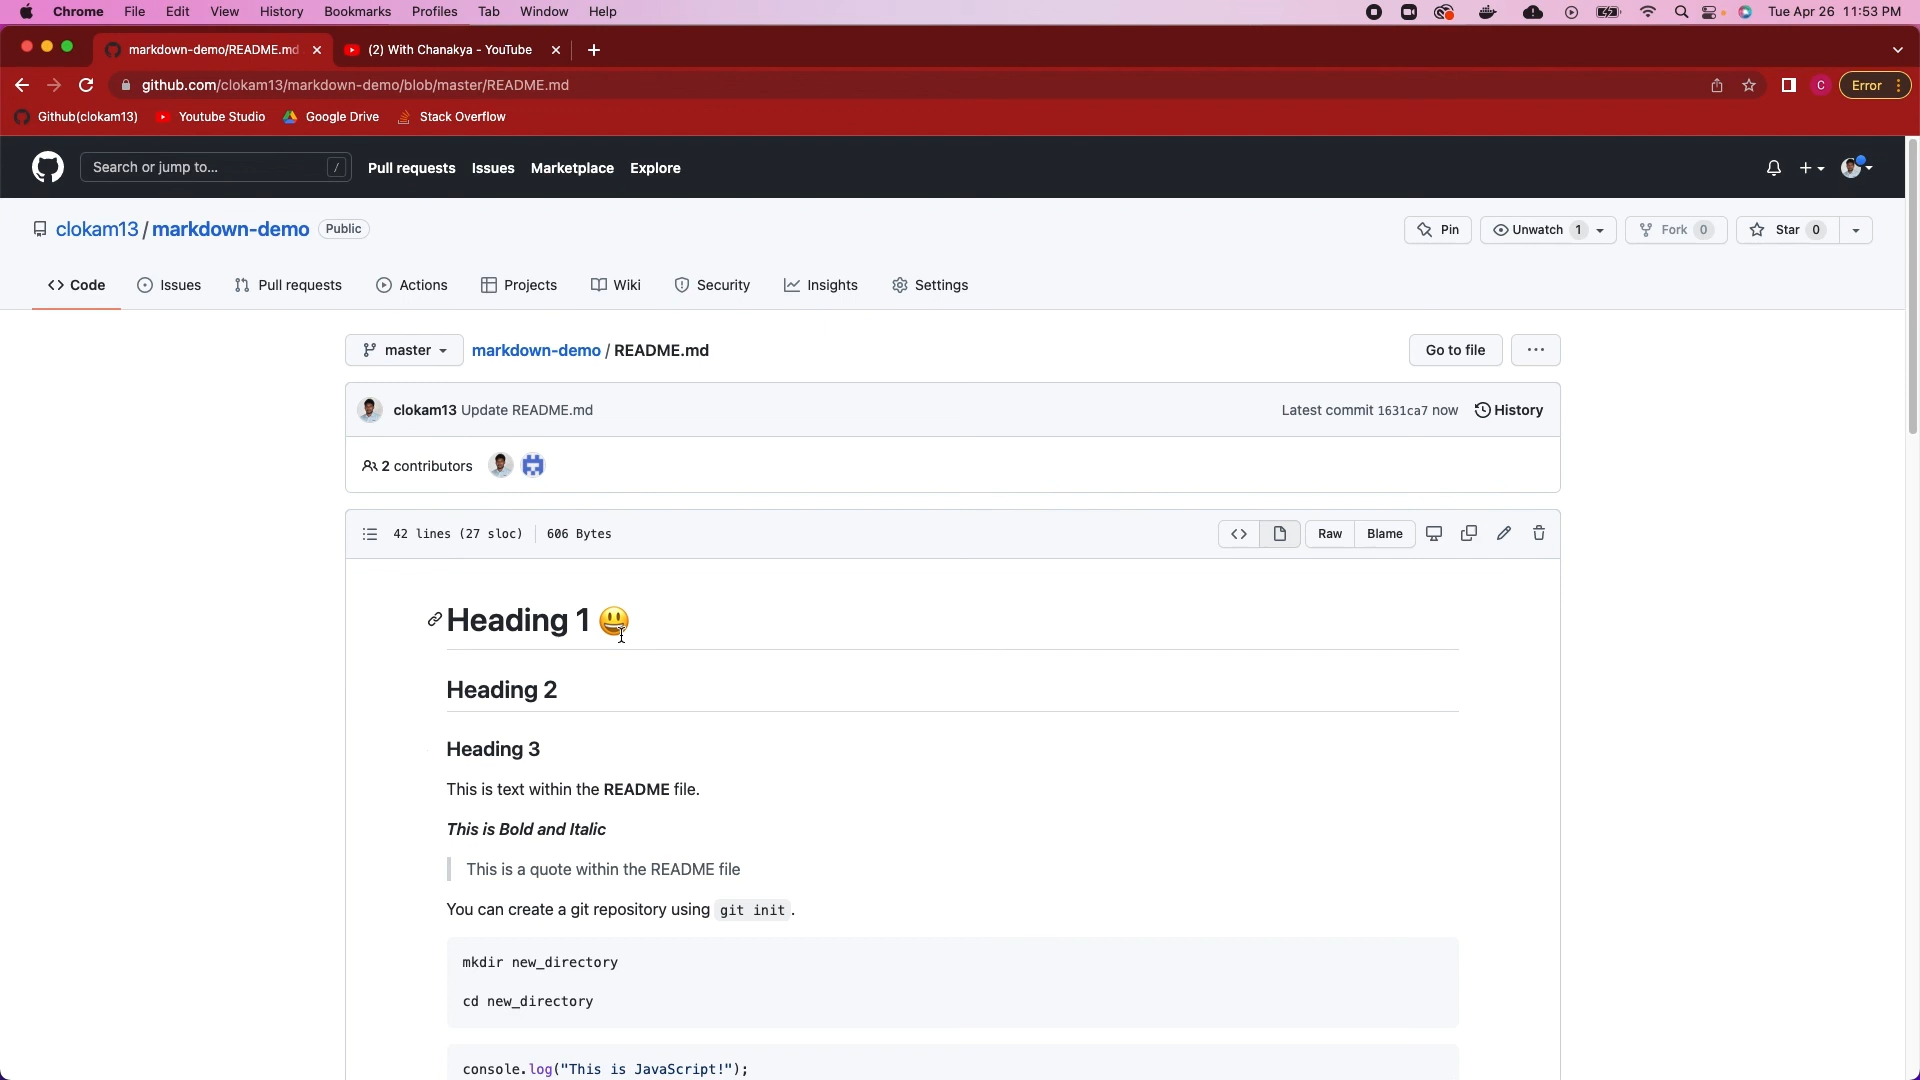 Chrome File Edit View History Bookmarks Profiles Tab Window Help Tue Apr 26 11:53 PM
markdown-demo/README.md (2) With Chanakya - YouTube
github.com/clokam13/markdown-demo/blob/master/README.md C Error
Github(clokam13) Youtube Studio Google Drive Stack Overflow
Search or jump to... / Pull requests Issues Marketplace Explore
clokam13 / markdown-demo Public Pin Unwatch 1 Fork 0 Star 0
Code Issues Pull requests Actions Projects Wiki Security Insights Settings
master markdown-demo / README.md Go to file ...
clokam13 Update README.md Latest commit 1631ca7 now History
2 contributors
42 lines (27 sloc) 606 Bytes <> Raw Blame
Heading 1 😃
Heading 2
Heading 3
This is text within the README file.
This is Bold and Italic
This is a quote within the README file
You can create a git repository using git init.
mkdir new_directory
cd new_directory
console.log("This is JavaScript!");